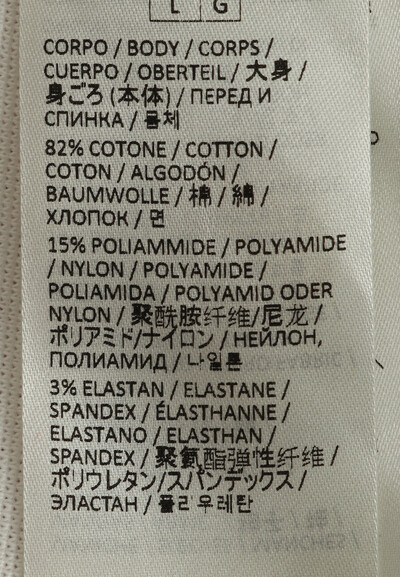 L G
CORPO / BODY / CORPS /
CUERPO / OBERTEIL / 大身 /
身ごろ (本体) / ПЕРЕД И
СПИНКА / 몸체
82% COTONE / COTTON /
COTON / ALGODÓN /
BAUMWOLLE / 棉 / 綿 /
ХЛОПОК / 면
15% POLIAMMIDE / POLYAMIDE
/ NYLON / POLYAMIDE /
POLIAMIDA / POLYAMID ODER
NYLON / 聚酰胺纤维/尼龙 /
ポリアミド/ナイロン / НЕЙЛОН,
ПОЛИАМИД / 나일론
3% ELASTAN / ELASTANE /
SPANDEX / ÉLASTHANNE /
ELASTANO / ELASTHAN /
SPANDEX / 聚氨酯弹性纤维 /
ポリウレタン/スパンデックス /
ЭЛАСТАН / 폴리우레탄